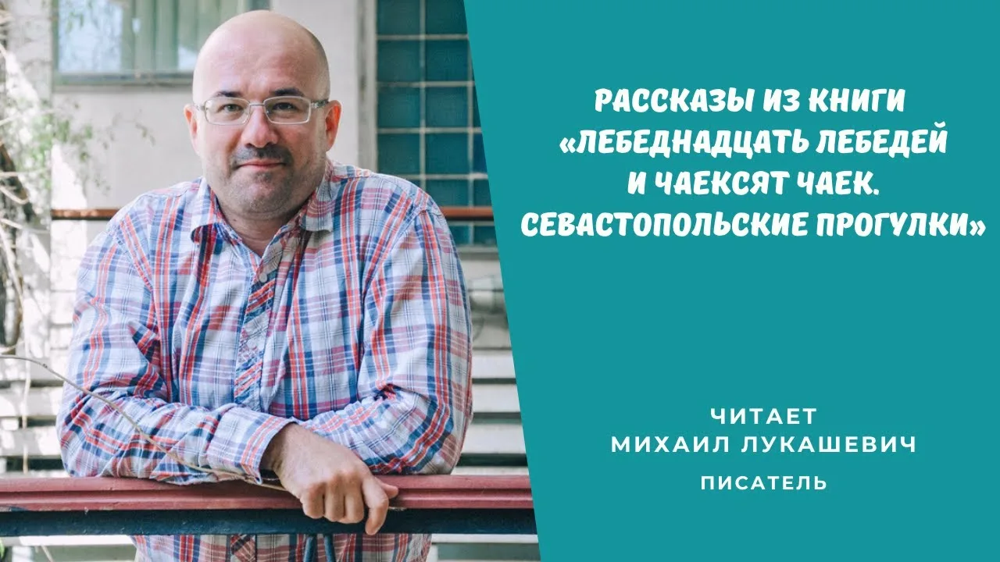 РАССКАЗЫ ИЗ КНИГИ
«ЛЕБЕДНАДЦАТЬ ЛЕБЕДЕЙ
И ЧАЕКСЯТ ЧАЕК.
СЕВАСТОПОЛЬСКИЕ ПРОГУЛКИ»
ЧИТАЕТ
МИХАИЛ ЛУКАШЕВИЧ
ПИСАТЕЛЬ